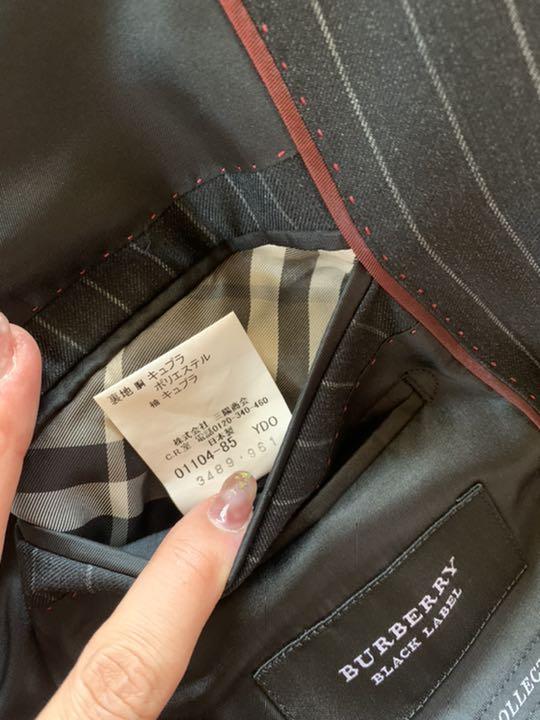 裏地 胴 キュプラ
ポリエステル
袖 キュプラ
株式会社 三陽商会
C.R室 電話0120-340-460
日本製
01104-85 YDO
3489·961
BURBERRY
BLACK LABEL
COLLECT